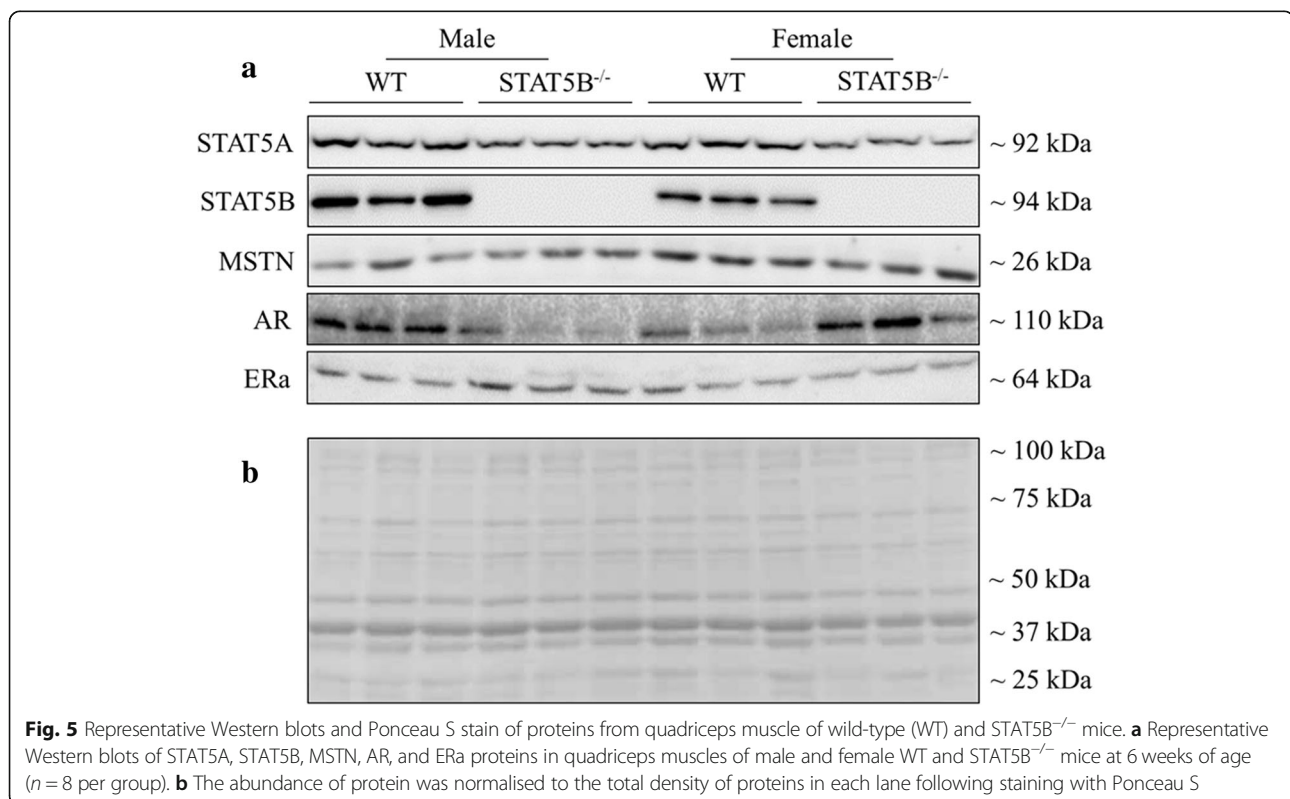 Male Female
a
WT STAT5B-/- WT STAT5B-/-
STAT5A ~ 92 kDa
STAT5B ~ 94 kDa
MSTN ~ 26 kDa
AR ~ 110 kDa
ERa ~ 64 kDa
b
~ 100 kDa
~ 75 kDa
~ 50 kDa
~ 37 kDa
~ 25 kDa
Fig. 5 Representative Western blots and Ponceau S stain of proteins from quadriceps muscle of wild-type (WT) and STAT5B−/− mice. a Representative
Western blots of STAT5A, STAT5B, MSTN, AR, and ERa proteins in quadriceps muscles of male and female WT and STAT5B−/− mice at 6 weeks of age
(n = 8 per group). b The abundance of protein was normalised to the total density of proteins in each lane following staining with Ponceau S